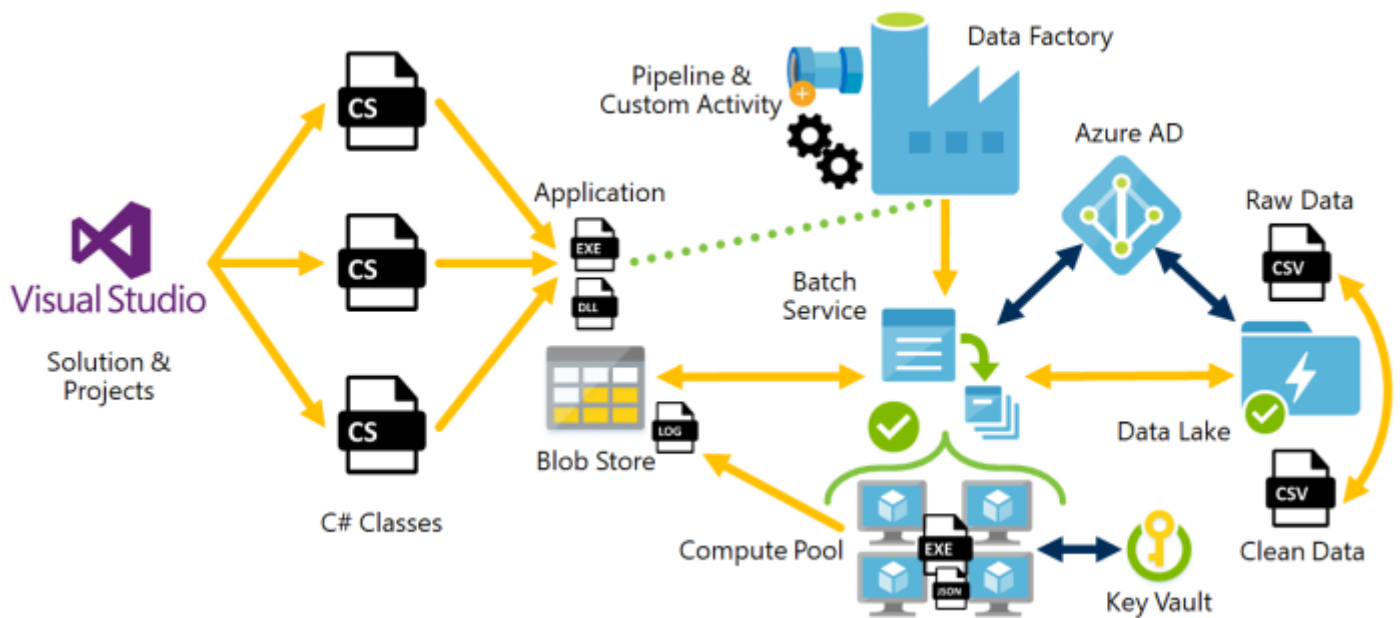 Data Factory
Pipeline &
Custom Activity
CS
Azure AD
Application
EXE
DLL
Raw Data
CSV
Visual Studio
CS
Batch
Service
Solution &
Projects
CS
LOG
Blob Store
Data Lake
CSV
Clean Data
C# Classes
Compute Pool
EXE
JSON
Key Vault